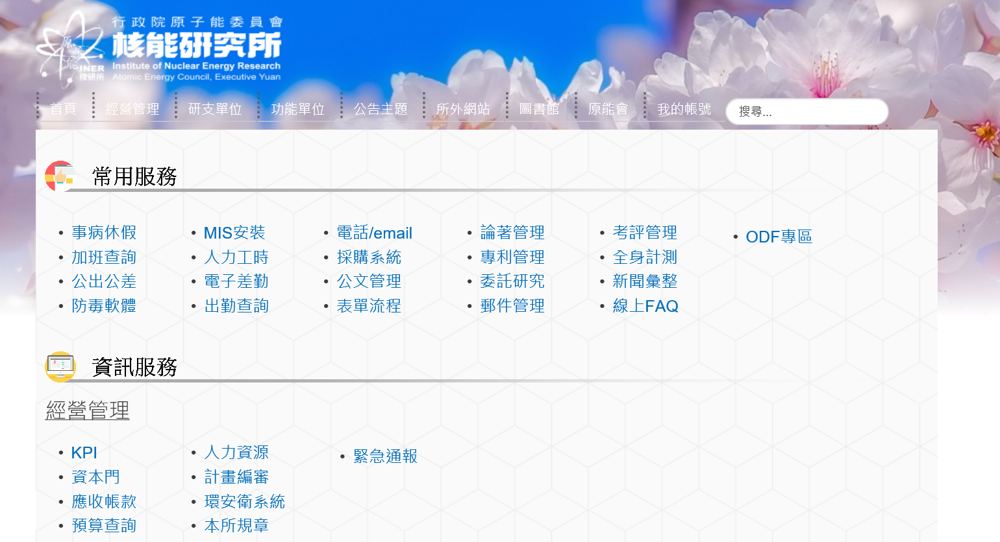 行政院原子能委員會
核能研究所
Institute of Nuclear Energy Research
Atomic Energy Council, Executive Yuan
原子能
INER
核研所
首頁 經營管理 研支單位 功能單位 公告主題 所外網站 圖書館 原能會 我的帳號 搜尋...
常用服務
事病休假 MIS安裝 電話/email 論著管理 考評管理 ODF專區
加班查詢 人力工時 採購系統 專利管理 全身計測
公出公差 電子差勤 公文管理 委託研究 新聞彙整
防毒軟體 出勤查詢 表單流程 郵件管理 線上FAQ
資訊服務
經營管理
KPI 人力資源 緊急通報
資本門 計畫編審
應收帳款 環安衛系統
預算查詢 本所規章